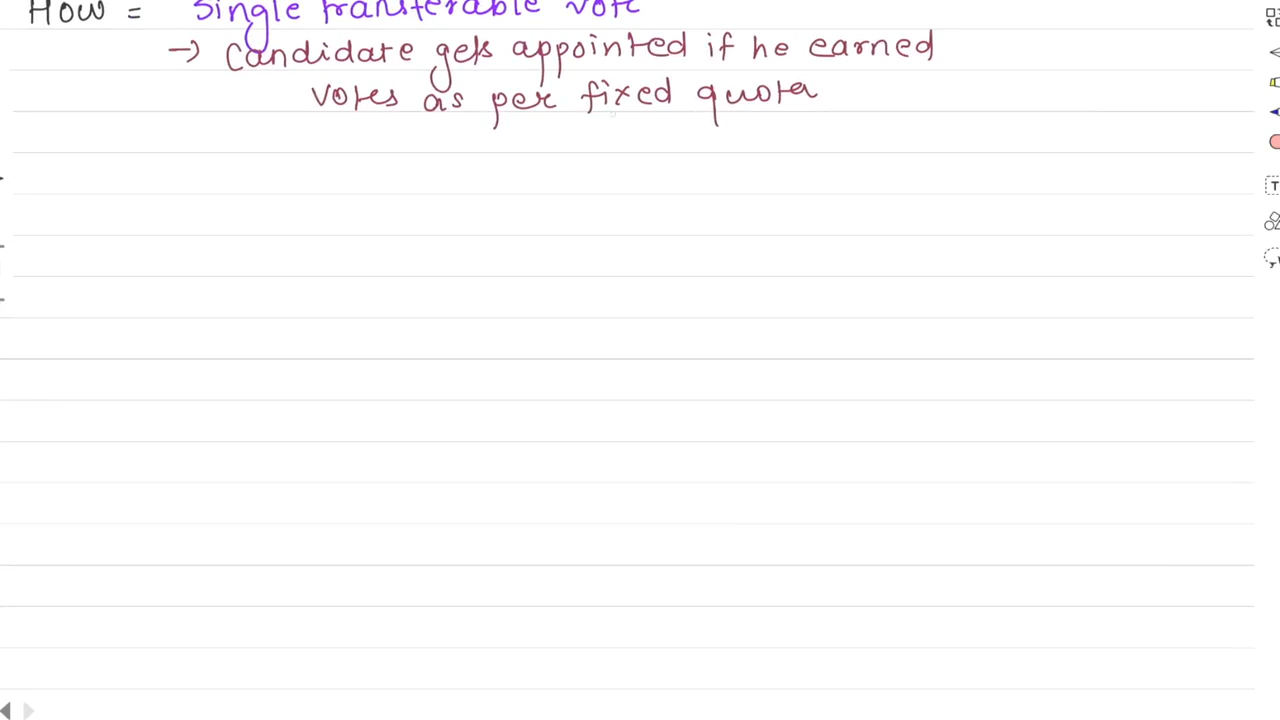 How = Single transferable vote
→ Candidate gets appointed if he earned
votes as per fixed quota
T